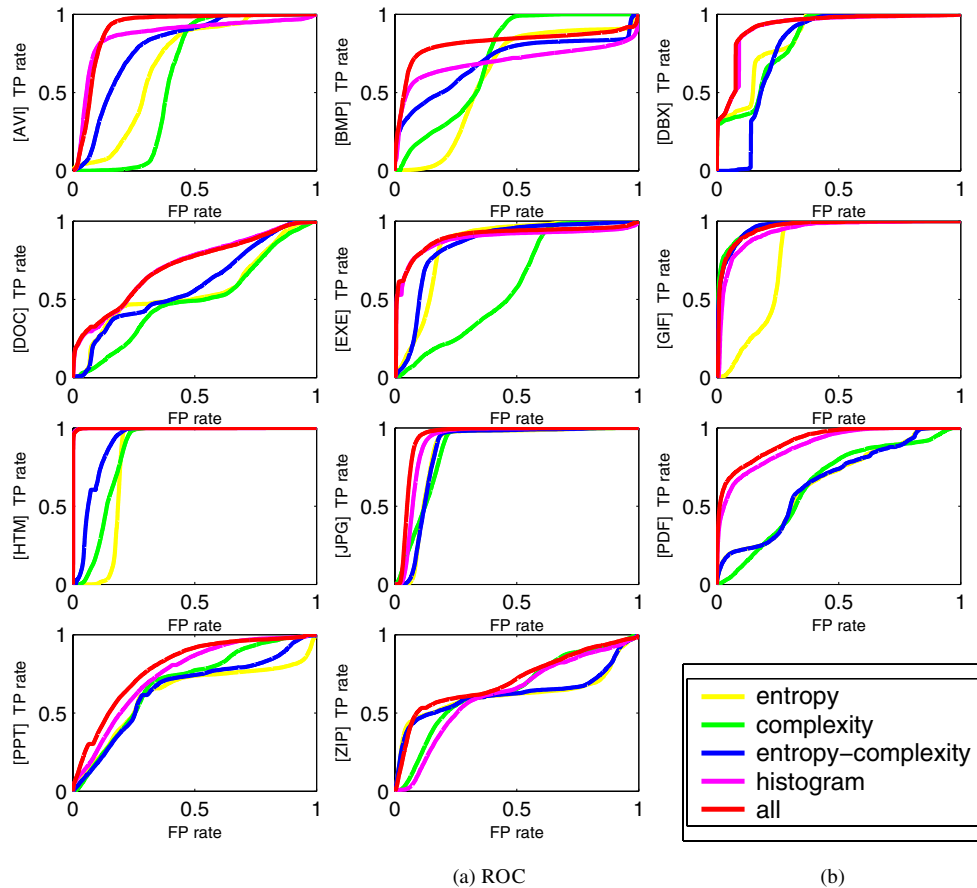 1
0.5
0
[AVI] TP rate
0 0.5 1
FP rate
1
0.5
0
[BMP] TP rate
0 0.5 1
FP rate
1
0.5
0
[DBX] TP rate
0 0.5 1
FP rate
1
0.5
0
[DOC] TP rate
0 0.5 1
FP rate
1
0.5
0
[EXE] TP rate
0 0.5 1
FP rate
1
0.5
0
[GIF] TP rate
0 0.5 1
FP rate
1
0.5
0
[HTM] TP rate
0 0.5 1
FP rate
1
0.5
0
[JPG] TP rate
0 0.5 1
FP rate
1
0.5
0
[PDF] TP rate
0 0.5 1
FP rate
1
0.5
0
[PPT] TP rate
0 0.5 1
FP rate
1
0.5
0
[ZIP] TP rate
0 0.5 1
FP rate
entropy
complexity
entropy−complexity
histogram
all
(a) ROC
(b)